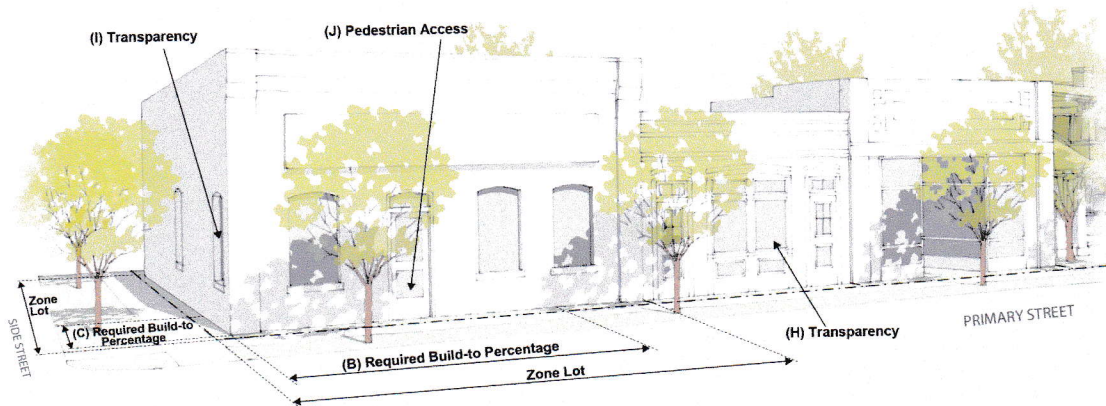 (I) Transparency
(J) Pedestrian Access
Zone
Lot
SIDE STREET
(C) Required Build-to
Percentage
(B) Required Build-to Percentage
Zone Lot
(H) Transparency
PRIMARY STREET